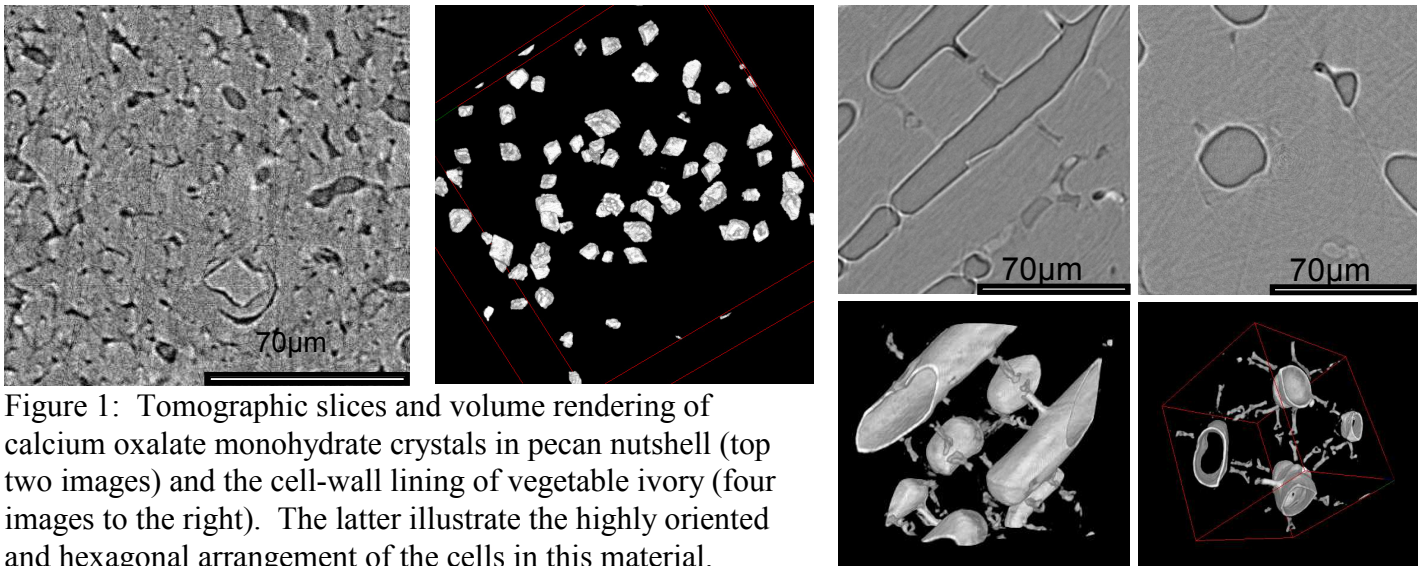 70µm
70µm
70µm
Figure 1:  Tomographic slices and volume rendering of
calcium oxalate monohydrate crystals in pecan nutshell (top
two images) and the cell-wall lining of vegetable ivory (four
images to the right).  The latter illustrate the highly oriented
and hexagonal arrangement of the cells in this material.